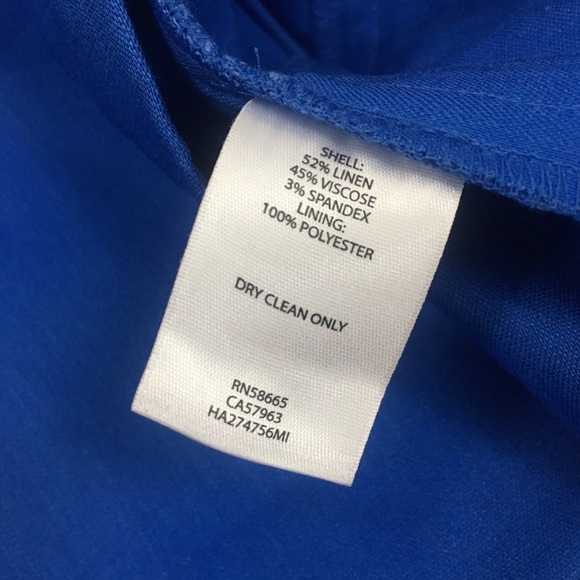 SHELL:
52% LINEN
45% VISCOSE
3% SPANDEX
LINING:
100% POLYESTER
DRY CLEAN ONLY
RN58665
CA57963
HA274756MI